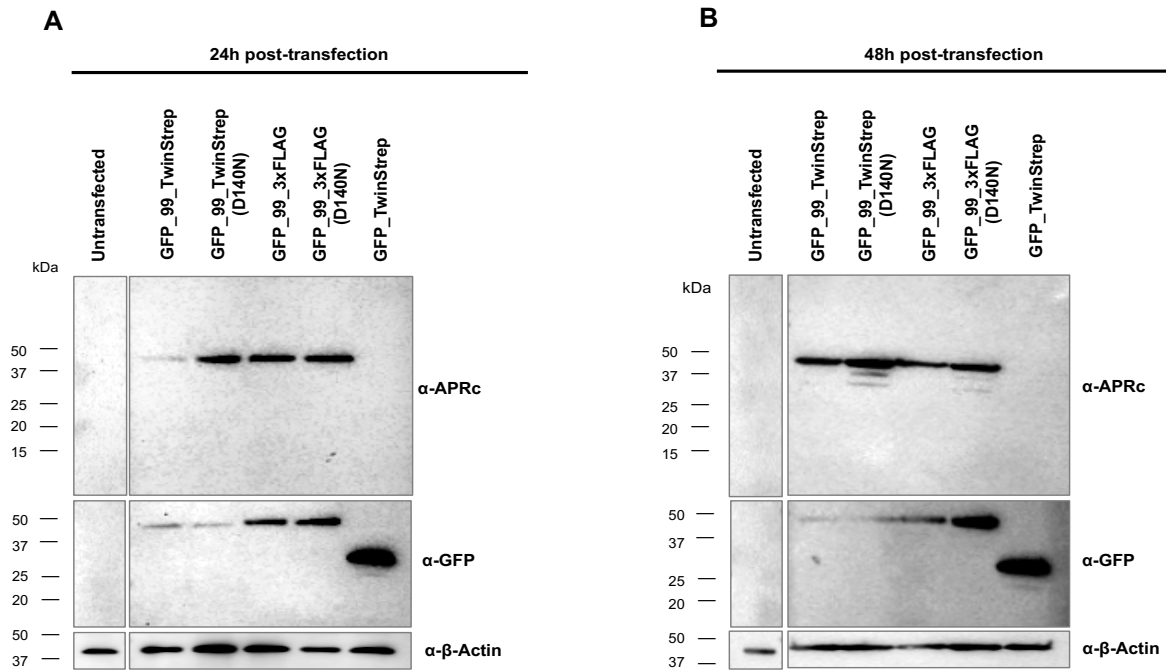 A
24h post-transfection
Untransfected
GFP_99_TwinStrep
GFP_99_TwinStrep
(D140N)
GFP_99_3xFLAG
GFP_99_3xFLAG
(D140N)
GFP_TwinStrep
kDa
50
37
25
20
15
α-APRc
50
37
25
20
α-GFP
50
37
α-β-Actin
B
48h post-transfection
Untransfected
GFP_99_TwinStrep
GFP_99_TwinStrep
(D140N)
GFP_99_3xFLAG
GFP_99_3xFLAG
(D140N)
GFP_TwinStrep
kDa
50
37
25
20
15
α-APRc
50
37
25
20
α-GFP
50
37
α-β-Actin